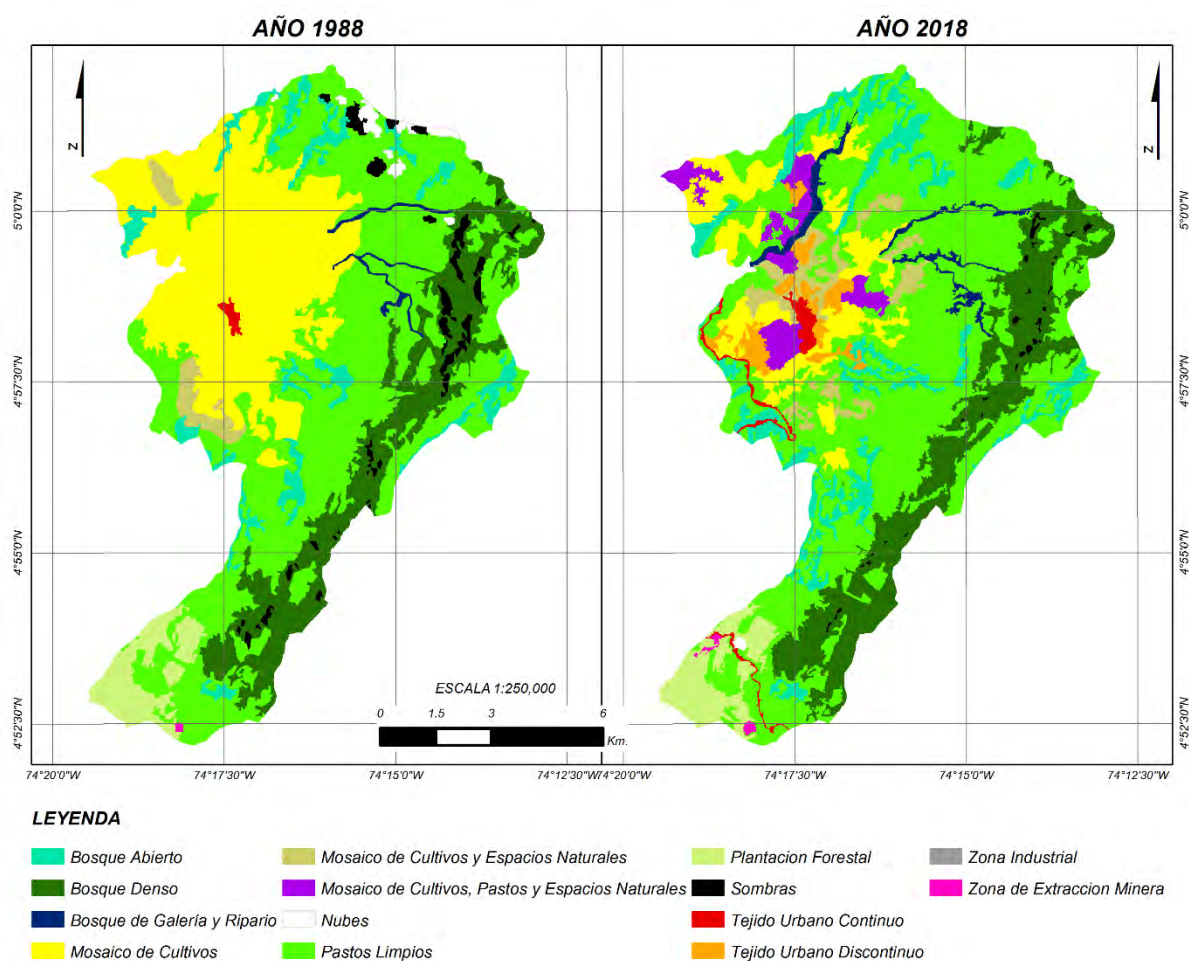 AÑO 1988
AÑO 2018
N
N
5°0'0"N
5°0'0"N
4°57'30"N
4°57'30"N
4°55'0"N
4°55'0"N
4°52'30"N
4°52'30"N
ESCALA 1:250,000
0 1.5 3 6
Km.
74°20'0"W 74°17'30"W 74°15'0"W 74°12'30"W
74°20'0"W 74°17'30"W 74°15'0"W 74°12'30"W
LEYENDA
Bosque Abierto
Bosque Denso
Bosque de Galería y Ripario
Mosaico de Cultivos
Mosaico de Cultivos y Espacios Naturales
Mosaico de Cultivos, Pastos y Espacios Naturales
Nubes
Pastos Limpios
Plantacion Forestal
Sombras
Tejido Urbano Continuo
Tejido Urbano Discontinuo
Zona Industrial
Zona de Extraccion Minera